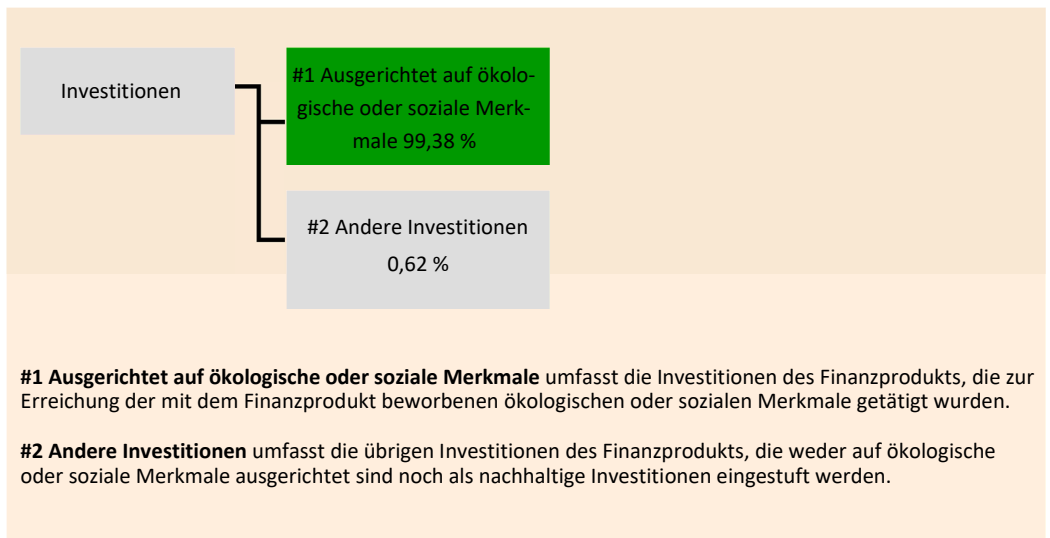 Investitionen
#1 Ausgerichtet auf ökolo-
gische oder soziale Merk-
male 99,38 %
#2 Andere Investitionen
0,62 %
#1 Ausgerichtet auf ökologische oder soziale Merkmale umfasst die Investitionen des Finanzprodukts, die zur
Erreichung der mit dem Finanzprodukt beworbenen ökologischen oder sozialen Merkmale getätigt wurden.
#2 Andere Investitionen umfasst die übrigen Investitionen des Finanzprodukts, die weder auf ökologische
oder soziale Merkmale ausgerichtet sind noch als nachhaltige Investitionen eingestuft werden.